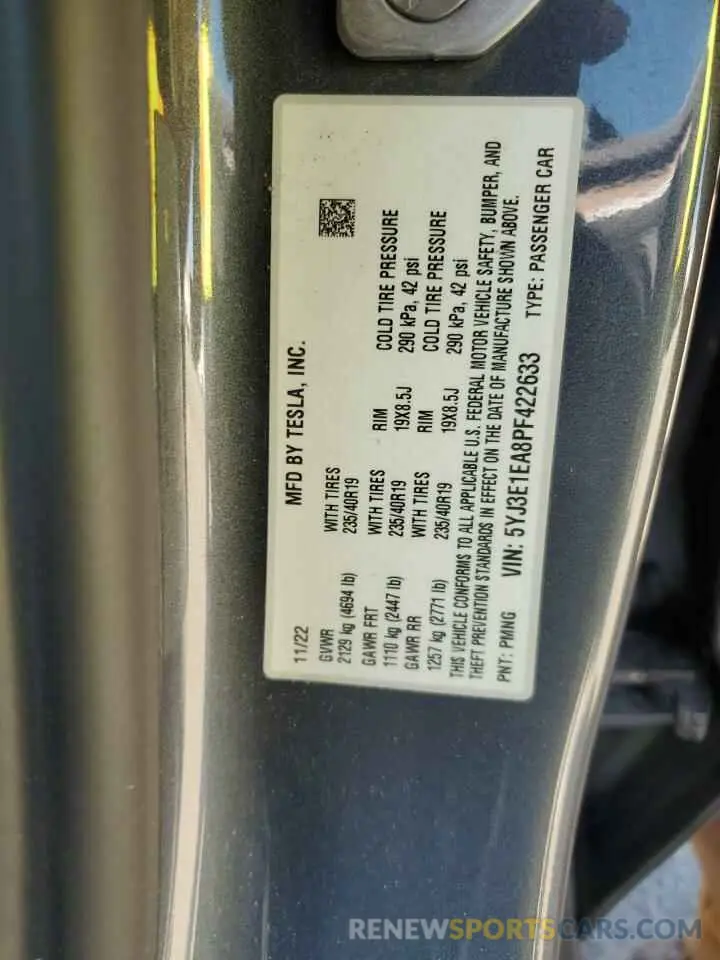 MFD BY TESLA, INC.
11/22
GVWR WITH TIRES
2129 kg (4694 lb) 235/40R19
GAWR FRT WITH TIRES RIM COLD TIRE PRESSURE
1110 kg (2447 lb) 235/40R19 19X8.5J 290 kPa, 42 psi
GAWR RR WITH TIRES RIM COLD TIRE PRESSURE
1257 kg (2771 lb) 235/40R19 19X8.5J 290 kPa, 42 psi
THIS VEHICLE CONFORMS TO ALL APPLICABLE U.S. FEDERAL MOTOR VEHICLE SAFETY, BUMPER, AND
THEFT PREVENTION STANDARDS IN EFFECT ON THE DATE OF MANUFACTURE SHOWN ABOVE.
PNT: PMNG VIN: 5YJ3E1EA8PF422633 TYPE: PASSENGER CAR
RENEWSPORTSCARS.COM